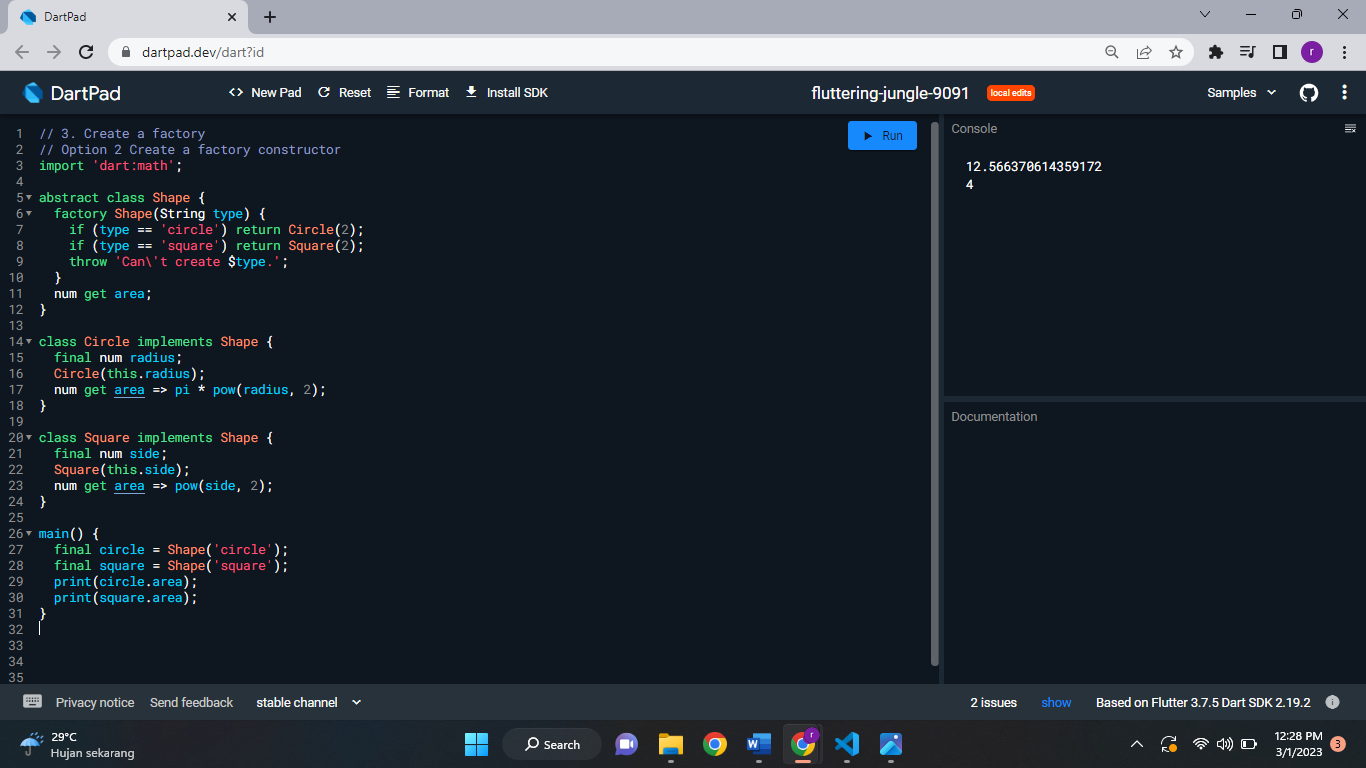 DartPad
dartpad.dev/dart?id
r
DartPad
<> New Pad
Reset
Format
Install SDK
fluttering-jungle-9091
local edits
Samples
1 // 3. Create a factory
2 // Option 2 Create a factory constructor
3 import 'dart:math';
4
5 abstract class Shape {
6   factory Shape(String type) {
7     if (type == 'circle') return Circle(2);
8     if (type == 'square') return Square(2);
9     throw 'Can\'t create $type.';
10   }
11   num get area;
12 }
13
14 class Circle implements Shape {
15   final num radius;
16   Circle(this.radius);
17   num get area => pi * pow(radius, 2);
18 }
19
20 class Square implements Shape {
21   final num side;
22   Square(this.side);
23   num get area => pow(side, 2);
24 }
25
26 main() {
27   final circle = Shape('circle');
28   final square = Shape('square');
29   print(circle.area);
30   print(square.area);
31 }
32
33
34
35
Run
Console
12.566370614359172
4
Documentation
Privacy notice
Send feedback
stable channel
2 issues
show
Based on Flutter 3.7.5 Dart SDK 2.19.2
29°C
Hujan sekarang
Search
W
r
12:28 PM
3/1/2023
3